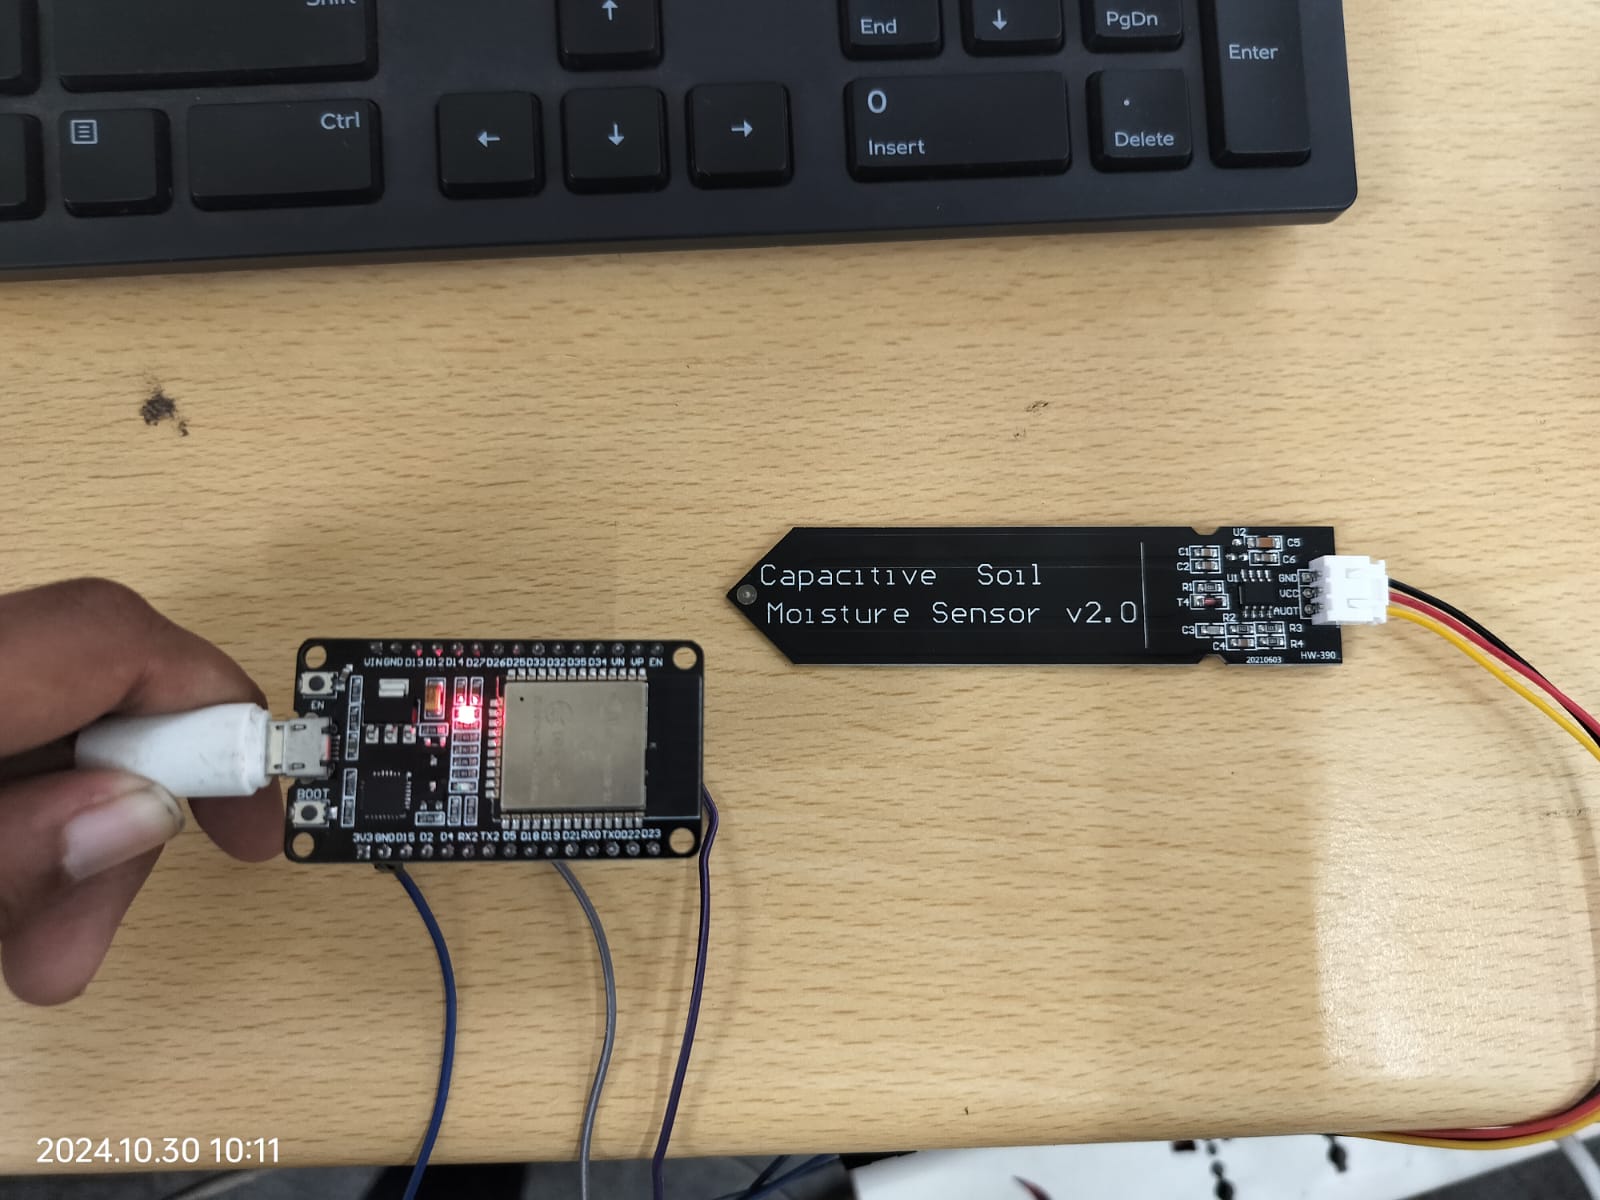 Shift
End
PgDn
Enter
Ctrl
0
Insert
.
Delete
Capacitive Soil
Moisture Sensor v2.0
U2
C5
C1
C6
C2
U1
GND
R1
VCC
T4
AUOT
R2
C3
R3
C4
R4
20210603
HW-390
VIN GND D13 D12 D14 D27 D26 D25 D33 D32 D35 D34 VN VP EN
EN
BOOT
3V3 GND D15 D2 D4 RX2 TX2 D5 D18 D19 D21 RX0 TX0 D22 D23
2024.10.30 10:11